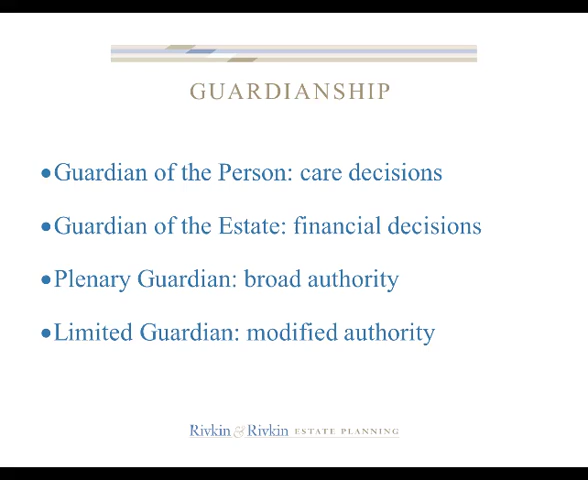 GUARDIANSHIP
•Guardian of the Person: care decisions
•Guardian of the Estate: financial decisions
•Plenary Guardian: broad authority
•Limited Guardian: modified authority
Rivkin & Rivkin ESTATE PLANNING